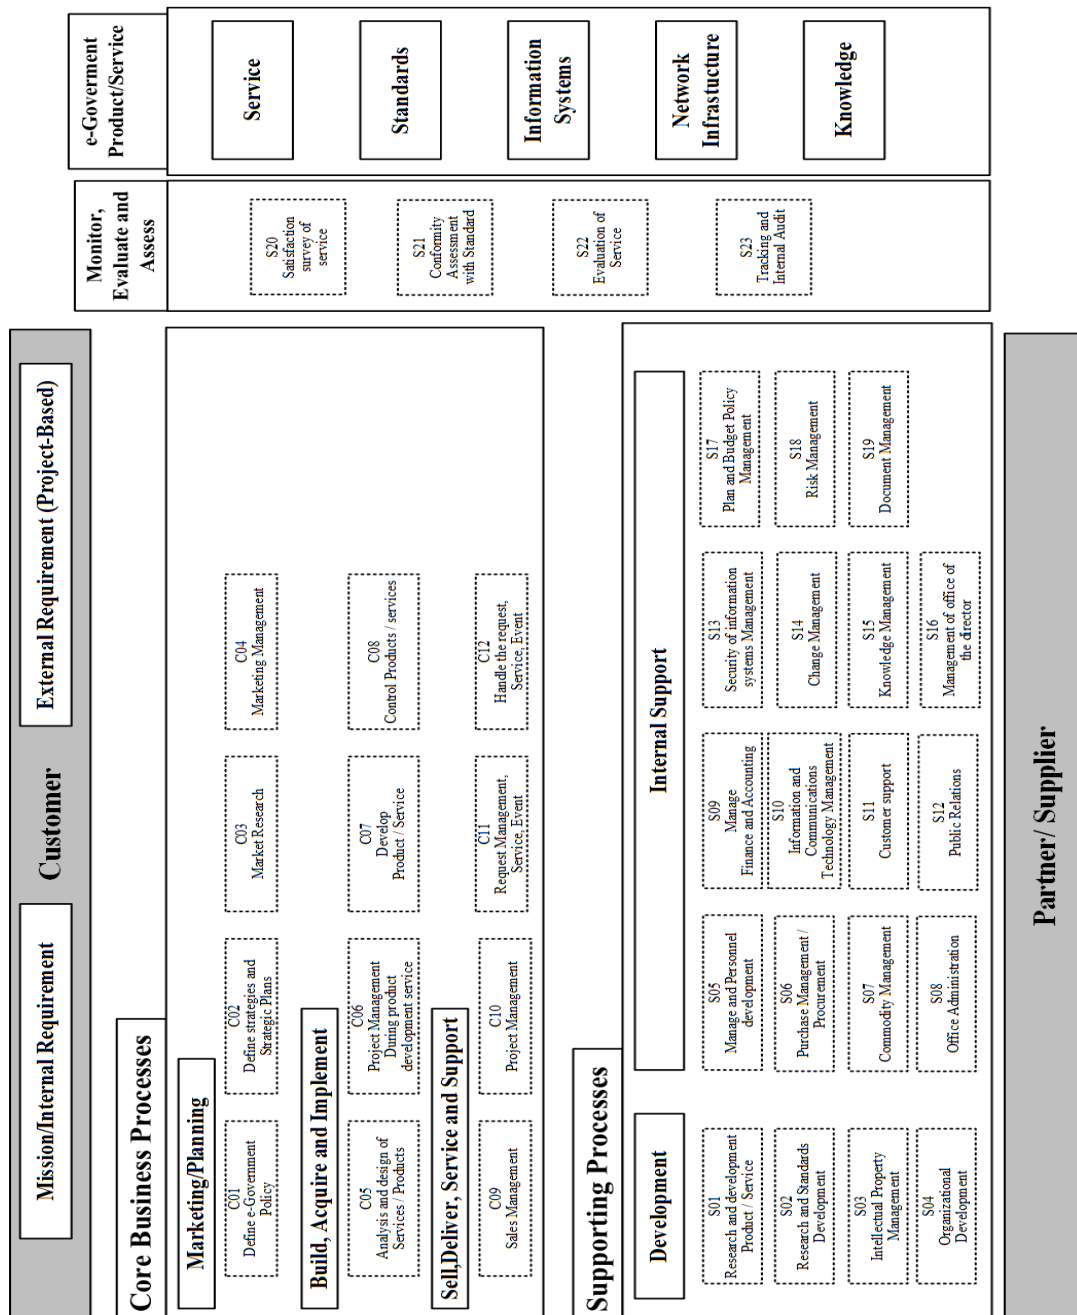 Customer
Mission/Internal Requirement
External Requirement (Project-Based)
Core Business Processes
Marketing/Planning
C01
Define e-Government
Policy
C02
Define strategies and
Strategic Plans
C03
Market Research
C04
Marketing Management
Build, Acquire and Implement
C05
Analysis and design of
Services / Products
C06
Project Management
During product
development service
C07
Develop
Product / Service
C08
Control Products / services
Sell,Deliver, Service and Support
C09
Sales Management
C10
Project Management
C11
Request Management,
Service, Event
C12
Handle the request,
Service, Event
Supporting Processes
Development
S01
Research and development
Product / Service
S02
Research and Standards
Development
S03
Intellectual Property
Management
S04
Organizational
Development
Internal Support
S05
Manage and Personnel
development
S06
Purchase Management /
Procurement
S07
Commodity Management
S08
Office Administration
S09
Manage
Finance and Accounting
S10
Information and
Communications
Technology Management
S11
Customer support
S12
Public Relations
S13
Security of information
systems Management
S14
Change Management
S15
Knowledge Management
S16
Management of office of
the director
S17
Plan and Budget Policy
Management
S18
Risk Management
S19
Document Management
Monitor,
Evaluate and
Assess
S20
Satisfaction
survey of
service
S21
Conformity
Assessment
with Standard
S22
Evaluation of
Service
S23
Tracking and
Internal Audit
e-Goverment
Product/Service
Service
Standards
Information
Systems
Network
Infrastucture
Knowledge
Partner/ Supplier